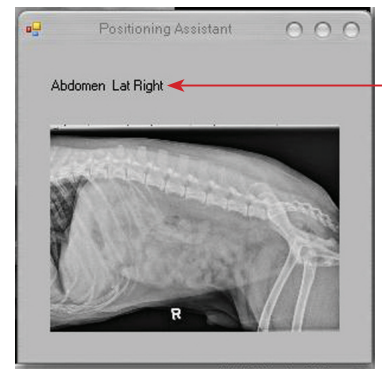 Positioning Assistant
Abdomen Lat Right
R